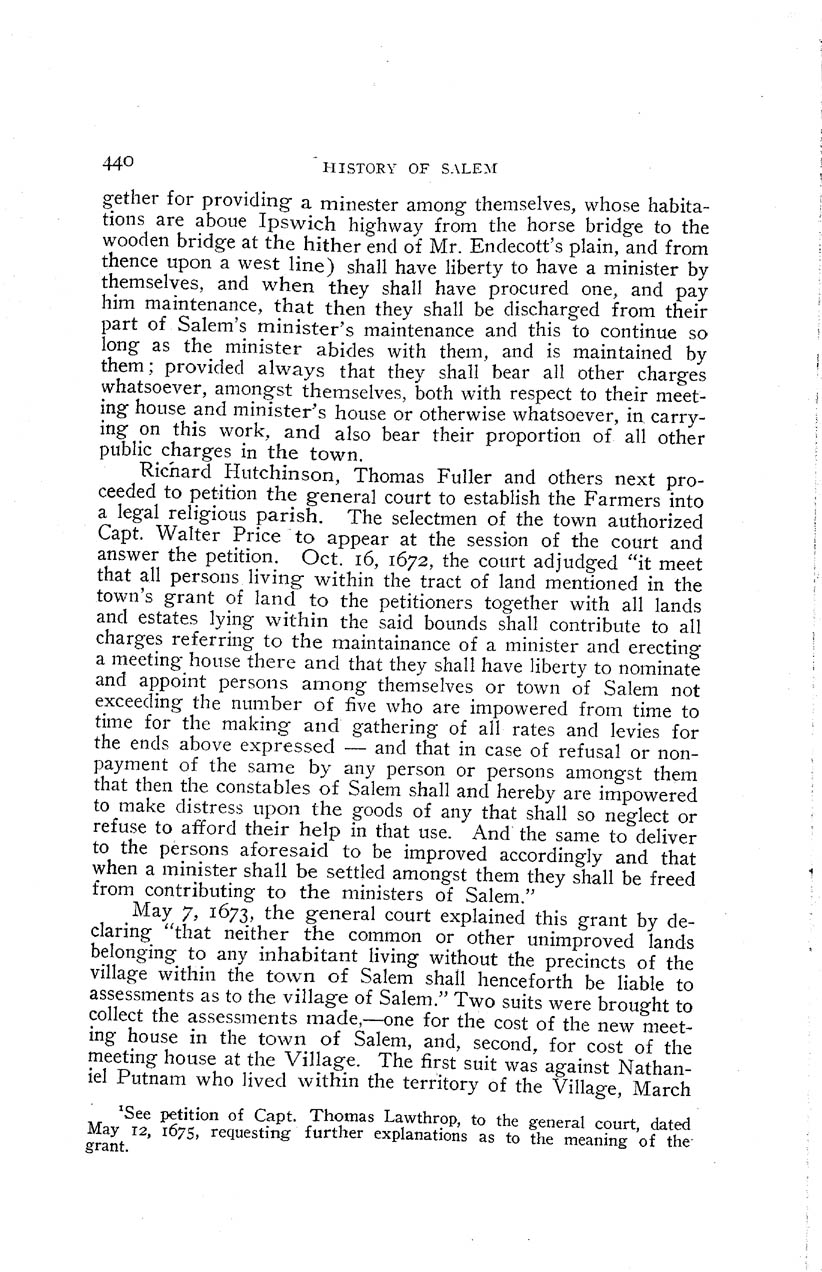 440 HISTORY OF SALEM
gether for providing a minester among themselves, whose habita-
tions are aboue Ipswich highway from the horse bridge to the
wooden bridge at the hither end of Mr. Endecott's plain, and from
thence upon a west line) shall have liberty to have a minister by
themselves, and when they shall have procured one, and pay
him maintenance, that then they shall be discharged from their
part of Salem's minister's maintenance and this to continue so
long as the minister abides with them, and is maintained by
them; provided always that they shall bear all other charges
whatsoever, amongst themselves, both with respect to their meet-
ing house and minister's house or otherwise whatsoever, in carry-
ing on this work, and also bear their proportion of all other
public charges in the town.
Richard Hutchinson, Thomas Fuller and others next pro-
ceeded to petition the general court to establish the Farmers into
a legal religious parish. The selectmen of the town authorized
Capt. Walter Price to appear at the session of the court and
answer the petition. Oct. 16, 1672, the court adjudged "it meet
that all persons living within the tract of land mentioned in the
town's grant of land to the petitioners together with all lands
and estates lying within the said bounds shall contribute to all
charges referring to the maintainance of a minister and erecting
a meeting house there and that they shall have liberty to nominate
and appoint persons among themselves or town of Salem not
exceeding the number of five who are impowered from time to
time for the making and gathering of all rates and levies for
the ends above expressed — and that in case of refusal or non-
payment of the same by any person or persons amongst them
that then the constables of Salem shall and hereby are impowered
to make distress upon the goods of any that shall so neglect or
refuse to afford their help in that use. And the same to deliver
to the persons aforesaid to be improved accordingly and that
when a minister shall be settled amongst them they shall be freed
from contributing to the ministers of Salem."
May 7, 1673, the general court explained this grant by de-
claring "that neither the common or other unimproved lands
belonging to any inhabitant living without the precincts of the
village within the town of Salem shall henceforth be liable to
assessments as to the village of Salem." Two suits were brought to
collect the assessments made,—one for the cost of the new meet-
ing house in the town of Salem, and, second, for cost of the
meeting house at the Village. The first suit was against Nathan-
iel Putnam who lived within the territory of the Village, March
¹See petition of Capt. Thomas Lawthrop, to the general court, dated
May 12, 1675, requesting further explanations as to the meaning of the
grant.